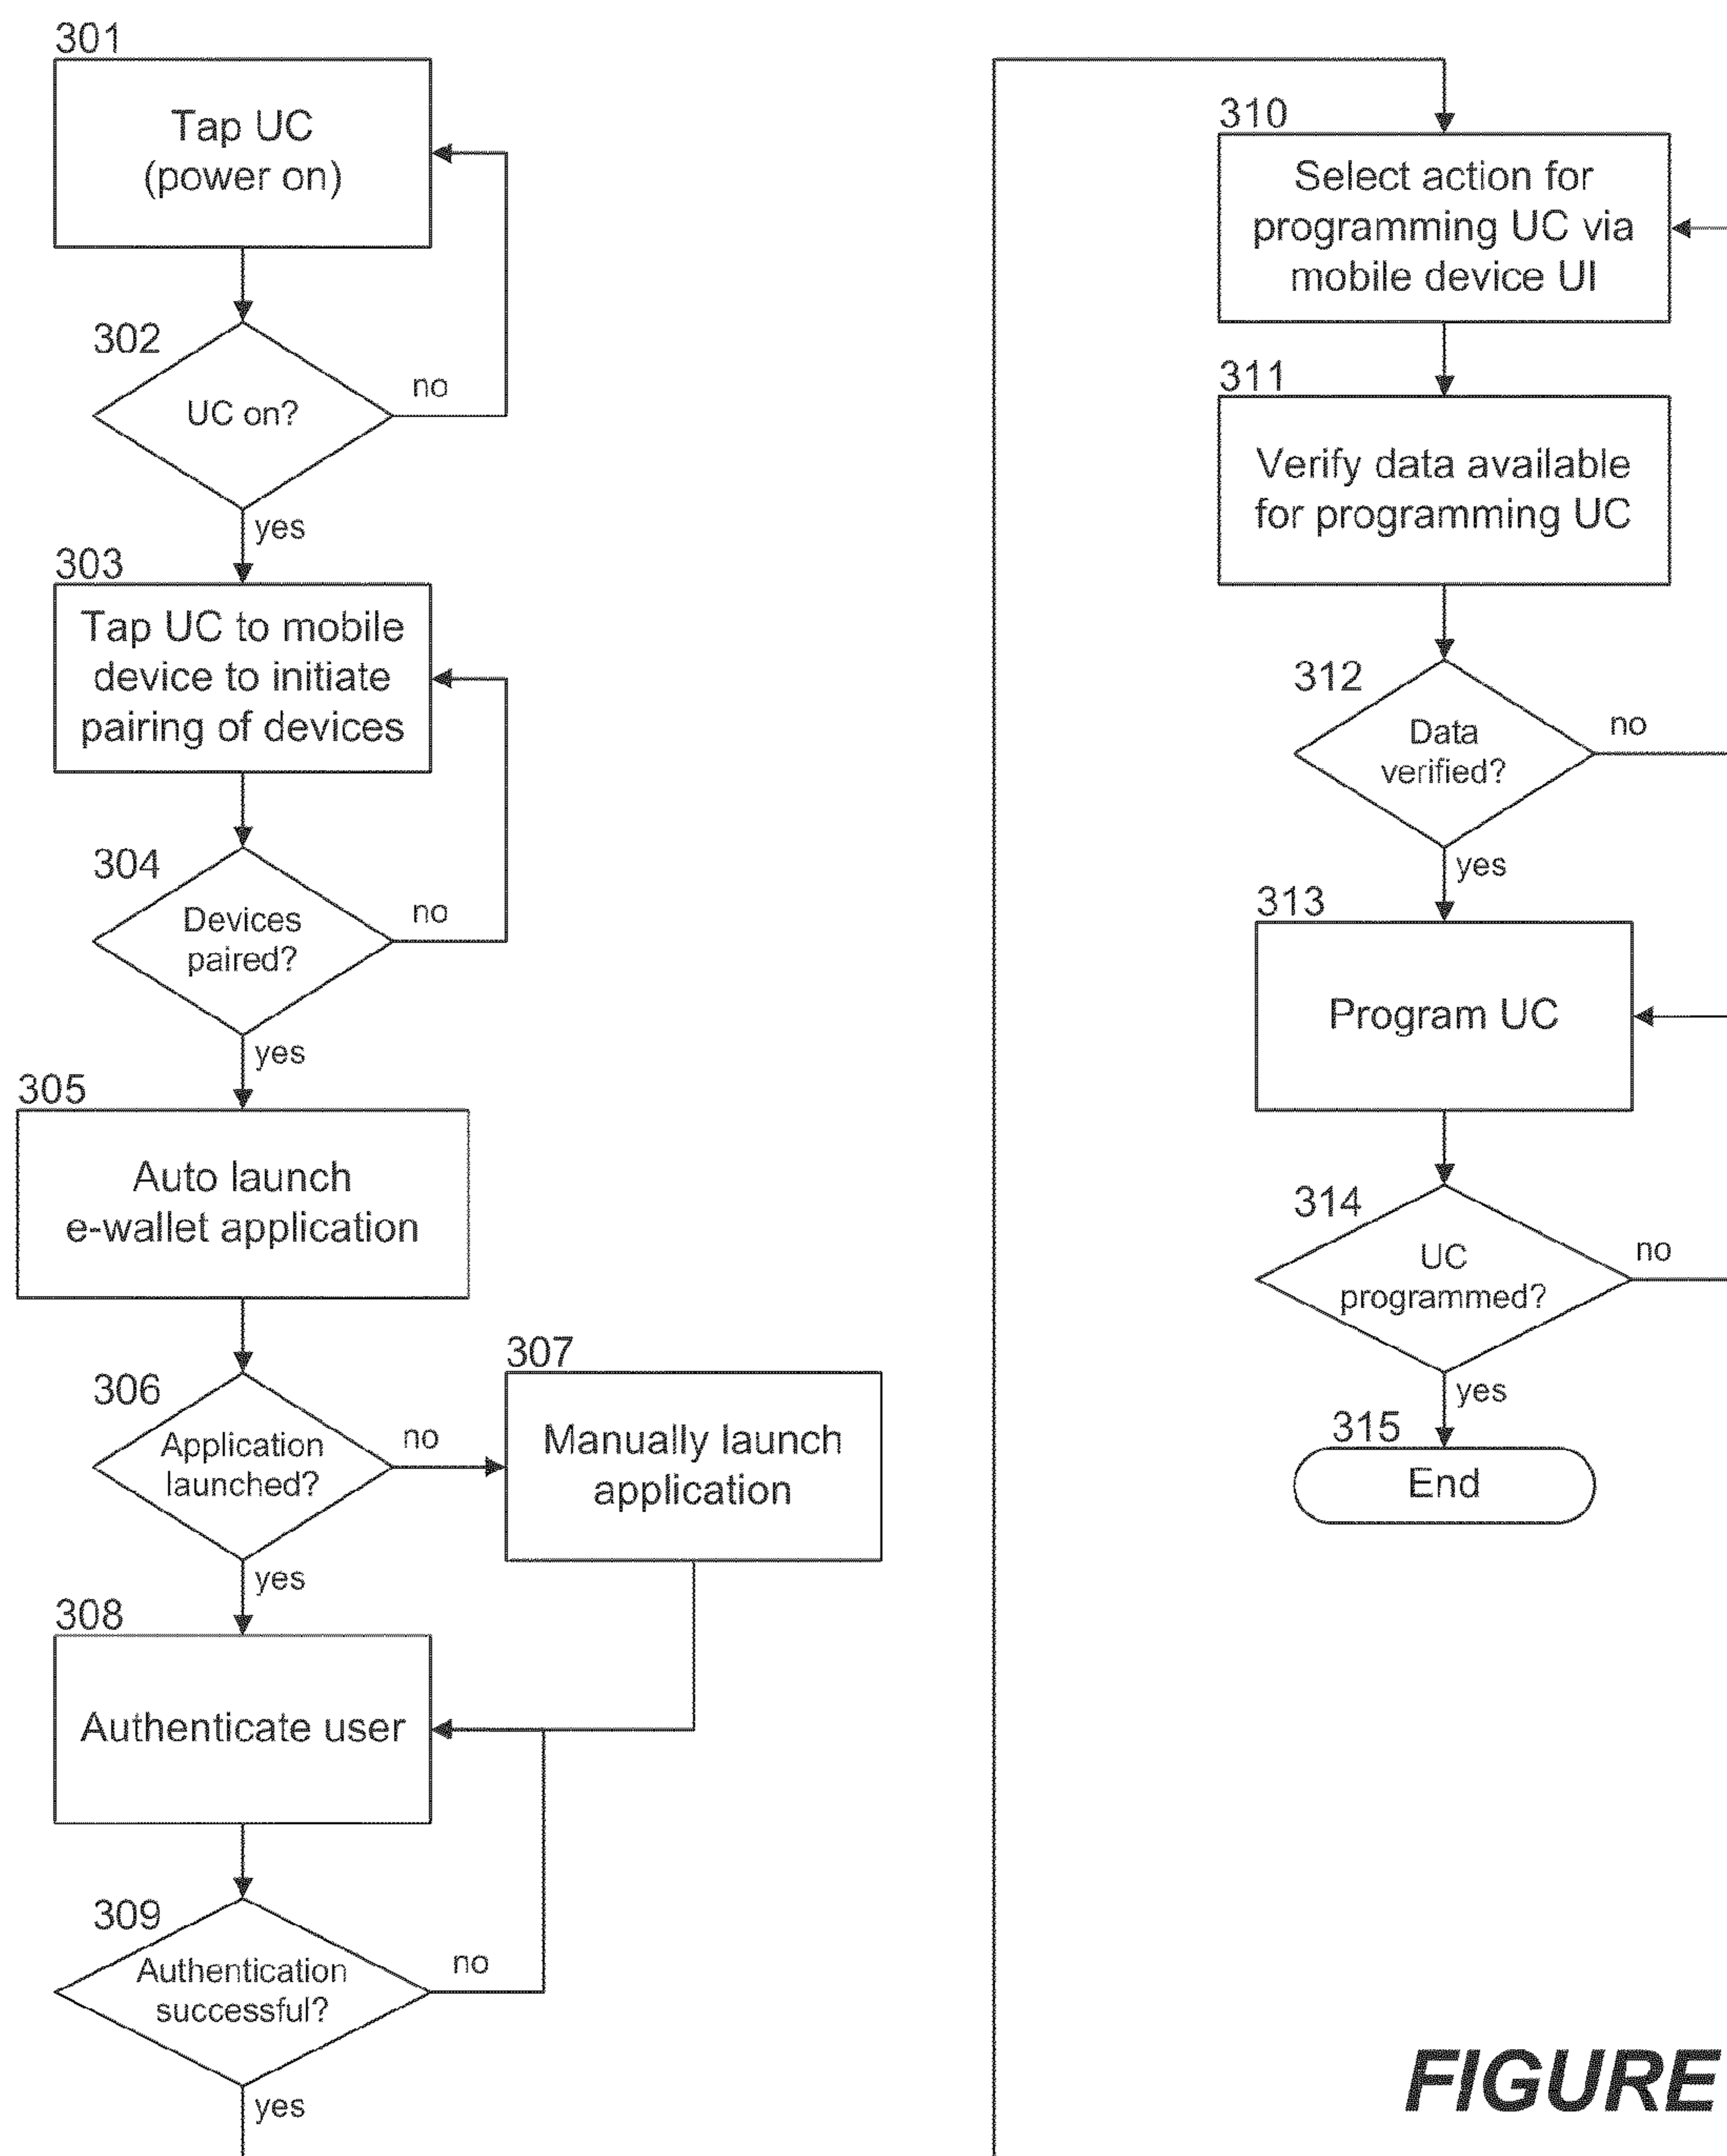 301
Tap UC
(power on)
302
UC on?
no
yes
303
Tap UC to mobile
device to initiate
pairing of devices
304
Devices
paired?
no
yes
305
Auto launch
e-wallet application
306
Application
launched?
no
yes
307
Manually launch
application
308
Authenticate user
309
Authentication
successful?
no
yes
310
Select action for
programming UC via
mobile device UI
311
Verify data available
for programming UC
312
Data
verified?
no
yes
313
Program UC
314
UC
programmed?
no
yes
315
End
FIGURE